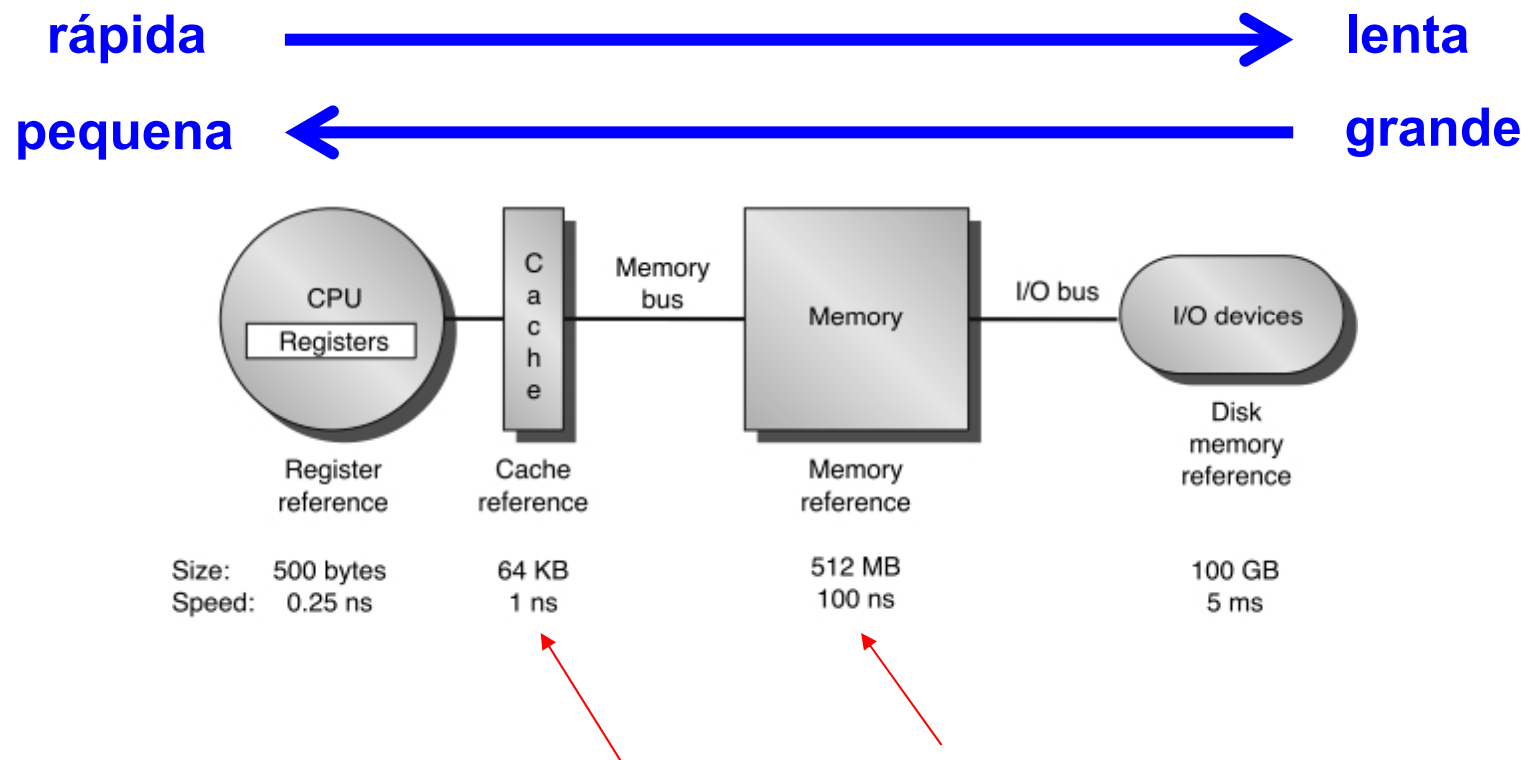 rápida lenta
pequena grande
CPU
Registers
C
a
c
h
e
Memory
bus
Memory
I/O bus
I/O devices
Register
reference
Cache
reference
Memory
reference
Disk
memory
reference
Size: 500 bytes 64 KB 512 MB 100 GB
Speed: 0.25 ns 1 ns 100 ns 5 ms